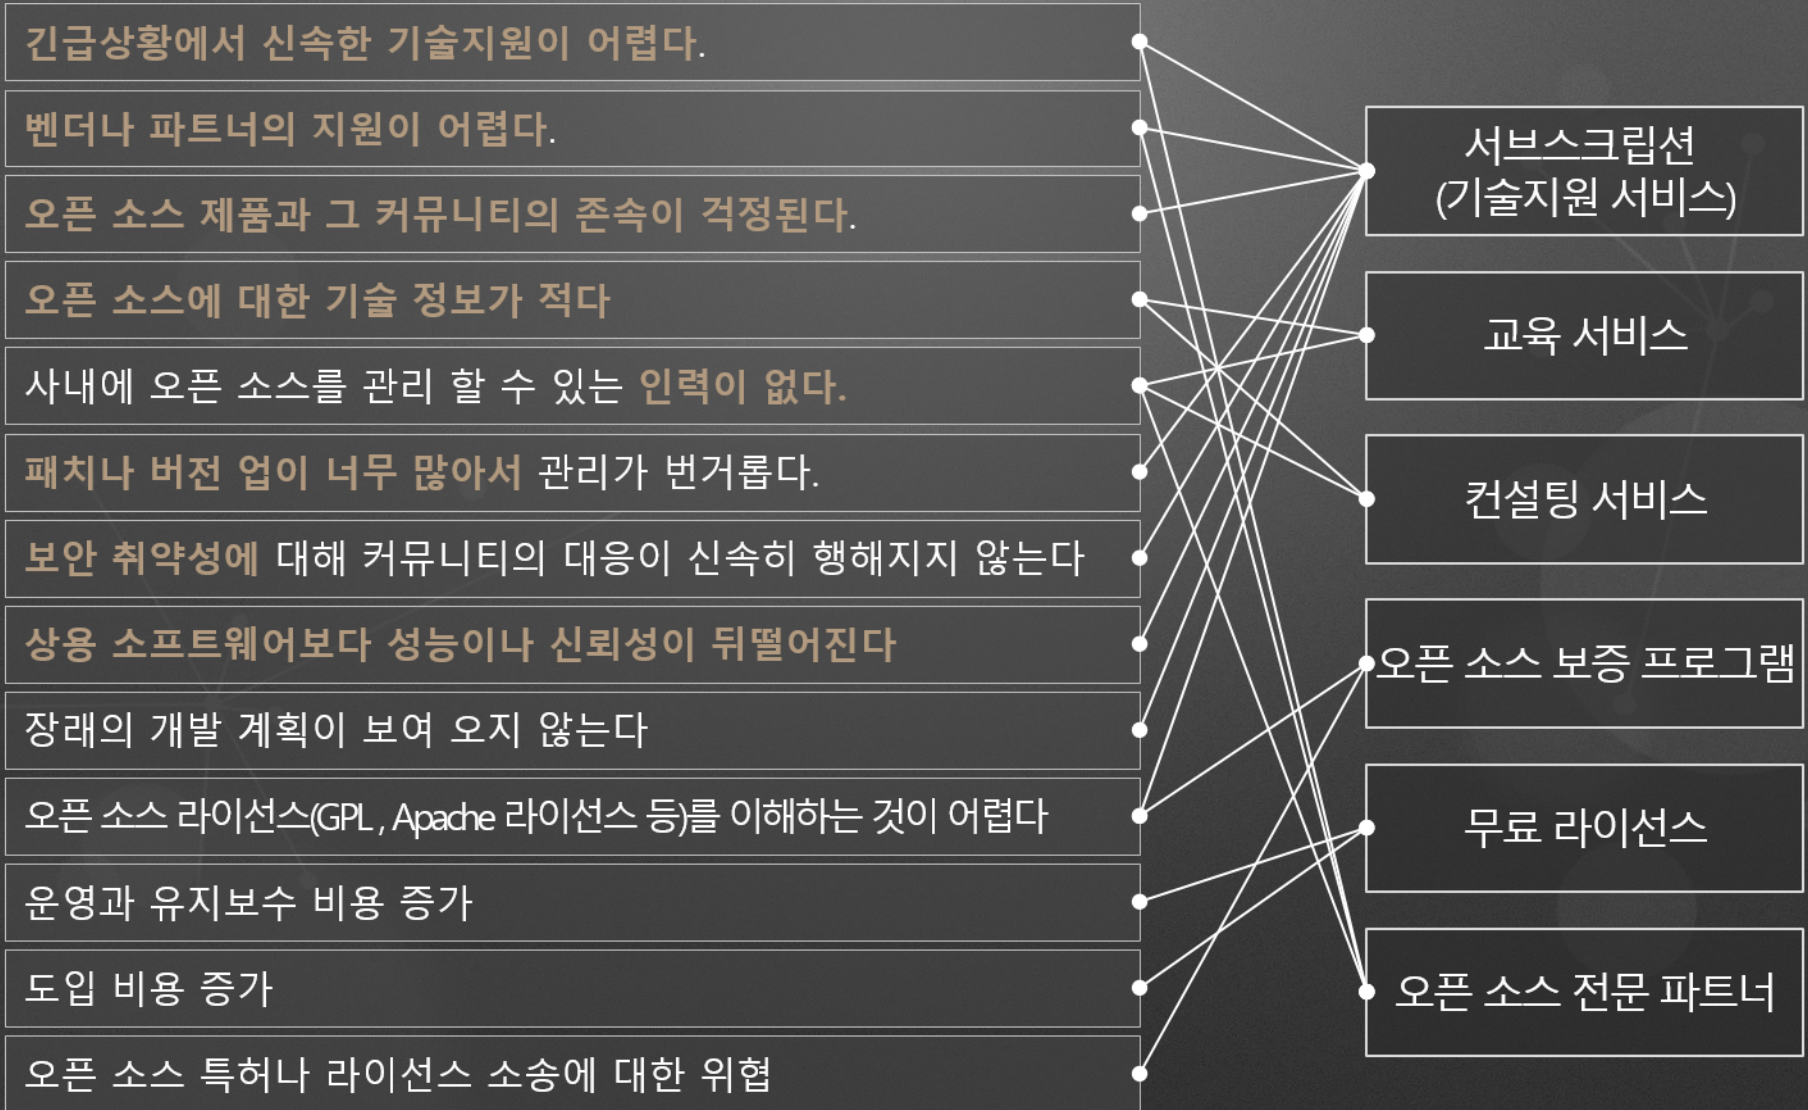 긴급상황에서 신속한 기술지원이 어렵다.
벤더나 파트너의 지원이 어렵다.
오픈 소스 제품과 그 커뮤니티의 존속이 걱정된다.
오픈 소스에 대한 기술 정보가 적다
사내에 오픈 소스를 관리 할 수 있는 인력이 없다.
패치나 버전 업이 너무 많아서 관리가 번거롭다.
보안 취약성에 대해 커뮤니티의 대응이 신속히 행해지지 않는다
상용 소프트웨어보다 성능이나 신뢰성이 뒤떨어진다
장래의 개발 계획이 보여 오지 않는다
오픈 소스 라이선스(GPL , Apache 라이선스 등)를 이해하는 것이 어렵다
운영과 유지보수 비용 증가
도입 비용 증가
오픈 소스 특허나 라이선스 소송에 대한 위협
서브스크립션
(기술지원 서비스)
교육 서비스
컨설팅 서비스
오픈 소스 보증 프로그램
무료 라이선스
오픈 소스 전문 파트너